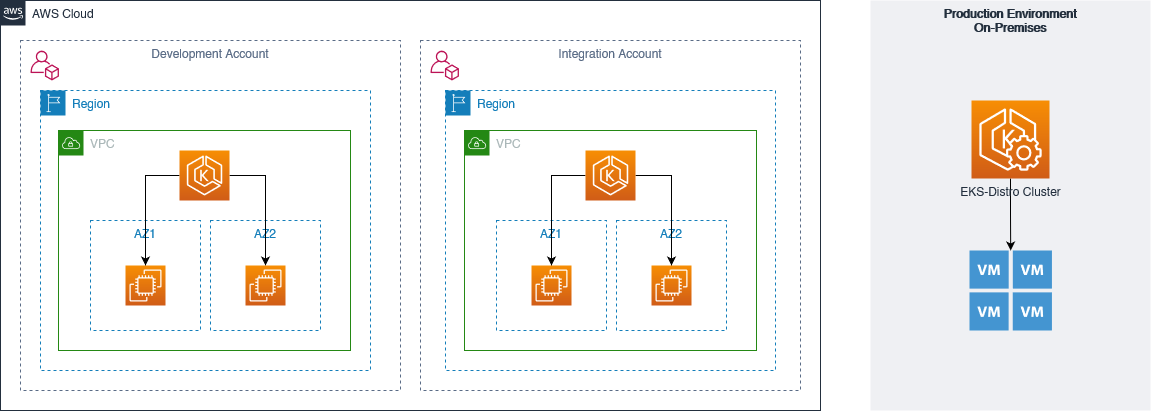 aws
AWS Cloud
Development Account
Region
VPC
K
AZ1
AZ2
Integration Account
Region
VPC
K
AZ1
AZ2
Production Environment
On-Premises
K
EKS-Distro Cluster
VM VM
VM VM